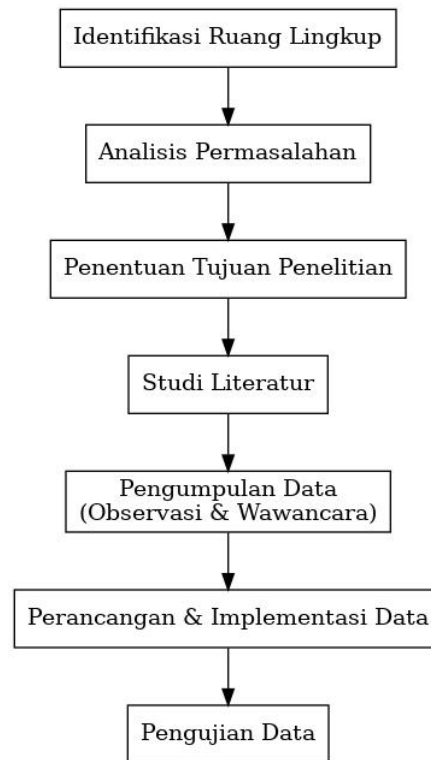 Identifikasi Ruang Lingkup
Analisis Permasalahan
Penentuan Tujuan Penelitian
Studi Literatur
Pengumpulan Data
(Observasi & Wawancara)
Perancangan & Implementasi Data
Pengujian Data